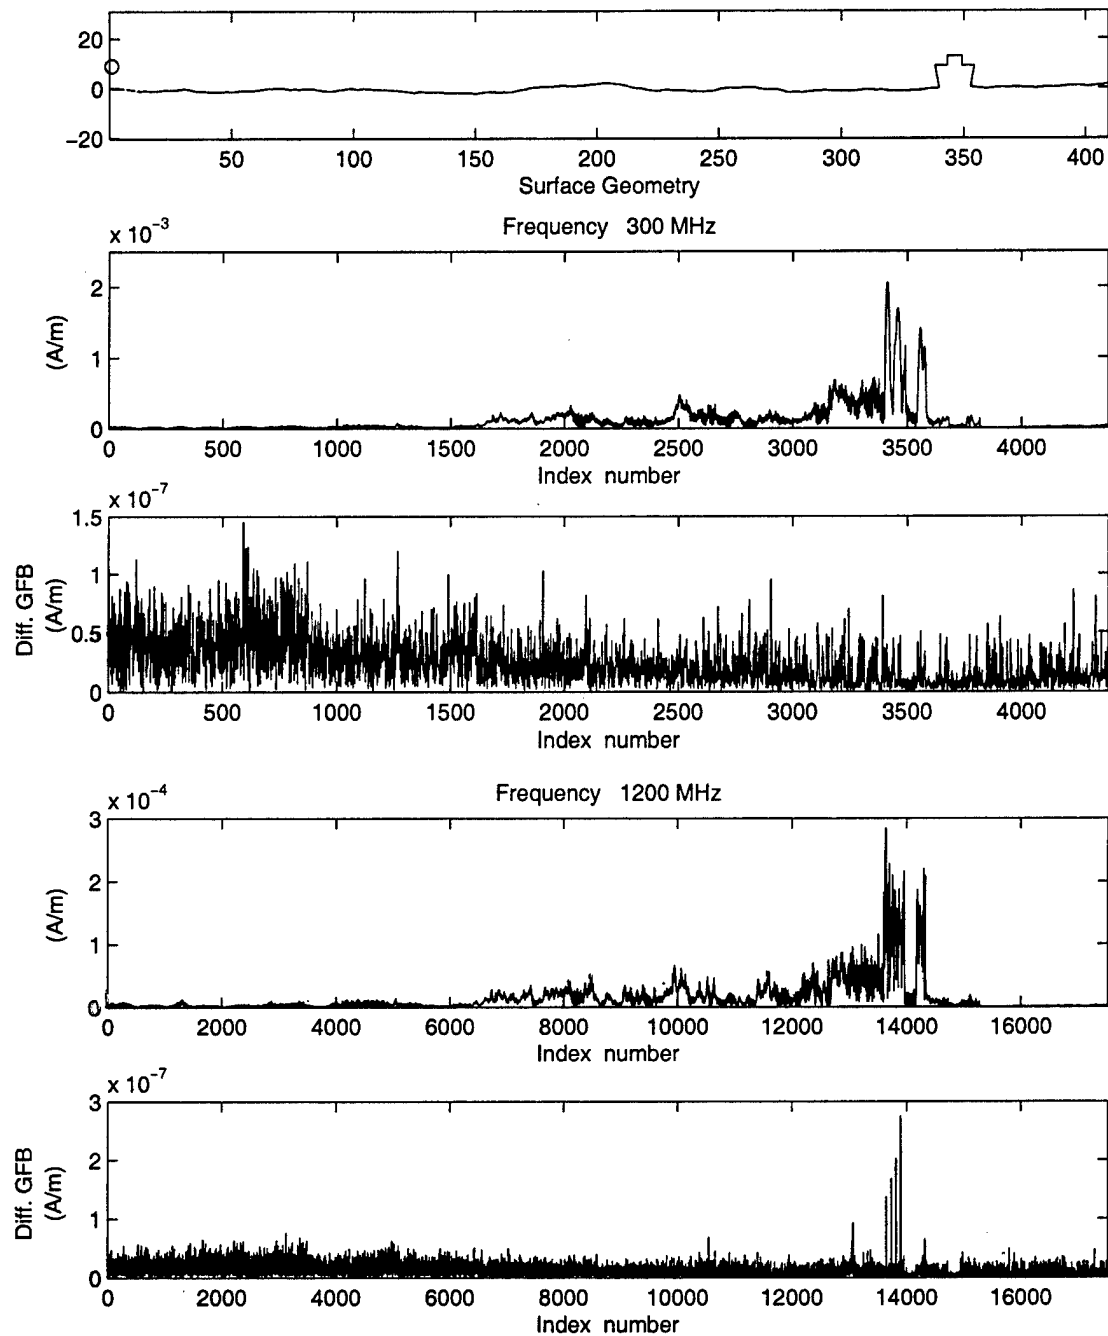 20
0
−20
50 100 150 200 250 300 350 400
Surface Geometry
x 10−3
Frequency 300 MHz
2
1
0
(A/m)
0 500 1000 1500 2000 2500 3000 3500 4000
Index number
x 10−7
1.5
1
0.5
0
Diff. GFB
(A/m)
0 500 1000 1500 2000 2500 3000 3500 4000
Index number
x 10−4
Frequency 1200 MHz
3
2
1
0
(A/m)
0 2000 4000 6000 8000 10000 12000 14000 16000
Index number
x 10−7
3
2
1
0
Diff. GFB
(A/m)
0 2000 4000 6000 8000 10000 12000 14000 16000
Index number